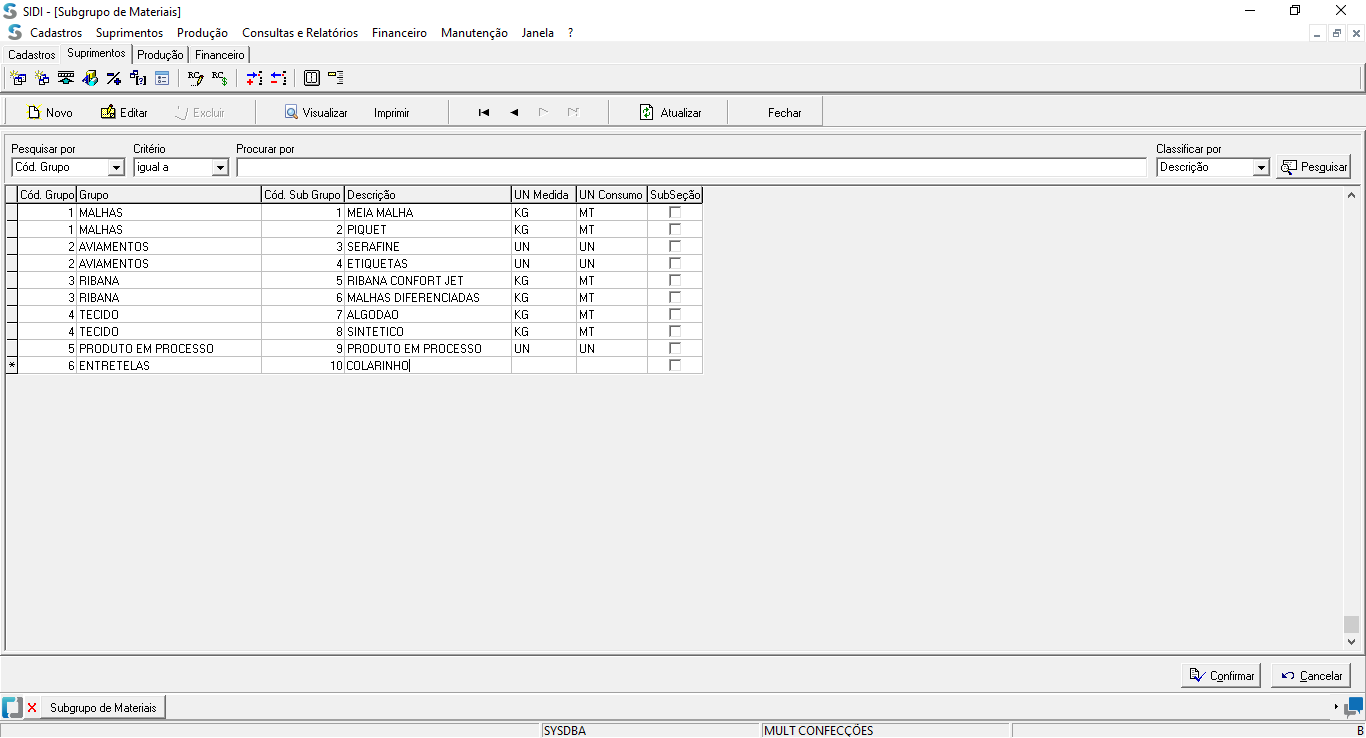 SIDI - [Subgrupo de Materiais]
Cadastros Suprimentos Produção Consultas e Relatórios Financeiro Manutenção Janela ?
Cadastros Suprimentos Produção Financeiro
Novo Editar Excluir Visualizar Imprimir Atualizar Fechar
Pesquisar por Critério Procurar por Classificar por
Cód. Grupo igual a Descrição Pesquisar
Cód. Grupo Grupo Cód. Sub Grupo Descrição UN Medida UN Consumo SubSeção
1 MALHAS 1 MEIA MALHA KG MT
1 MALHAS 2 PIQUET KG MT
2 AVIAMENTOS 3 SERAFINE UN UN
2 AVIAMENTOS 4 ETIQUETAS UN UN
3 RIBANA 5 RIBANA CONFORT JET KG MT
3 RIBANA 6 MALHAS DIFERENCIADAS KG MT
4 TECIDO 7 ALGODAO KG MT
4 TECIDO 8 SINTETICO KG MT
5 PRODUTO EM PROCESSO 9 PRODUTO EM PROCESSO UN UN
* 6 ENTRETELAS 10 COLARINHO
Confirmar Cancelar
Subgrupo de Materiais
SYSDBA MULT CONFECÇÕES B